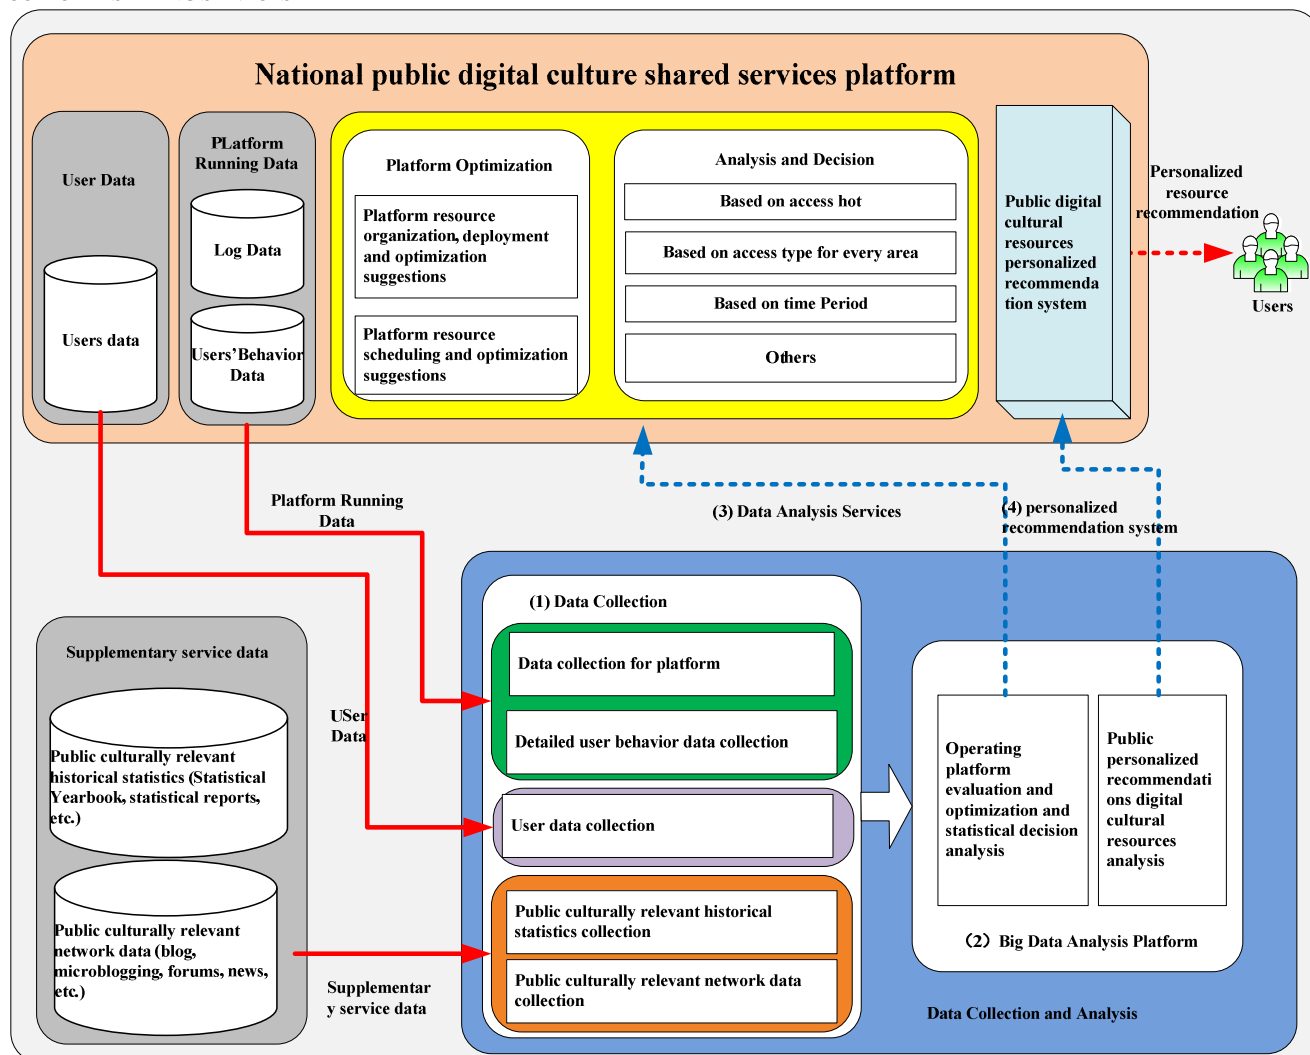 National public digital culture shared services platform
User Data
Users data
PLatform
Running Data
Log Data
Users'Behavior
Data
Platform Optimization
Platform resource
organization, deployment
and optimization
suggestions
Platform resource
scheduling and optimization
suggestions
Analysis and Decision
Based on access hot
Based on access type for every area
Based on time Period
Others
Public digital
cultural
resources
personalized
recommenda
tion system
Personalized
resource
recommendation
Users
Platform Running
Data
(3) Data Analysis Services
(4) personalized
recommendation system
USer
Data
Supplementary service data
Public culturally relevant
historical statistics (Statistical
Yearbook, statistical reports,
etc.)
Public culturally relevant
network data (blog,
microblogging, forums, news,
etc.)
Supplementar
y service data
(1) Data Collection
Data collection for platform
Detailed user behavior data collection
User data collection
Public culturally relevant historical
statistics collection
Public culturally relevant network data
collection
Operating
platform
evaluation and
optimization and
statistical decision
analysis
Public
personalized
recommendati
ons digital
cultural
resources
analysis
(2) Big Data Analysis Platform
Data Collection and Analysis